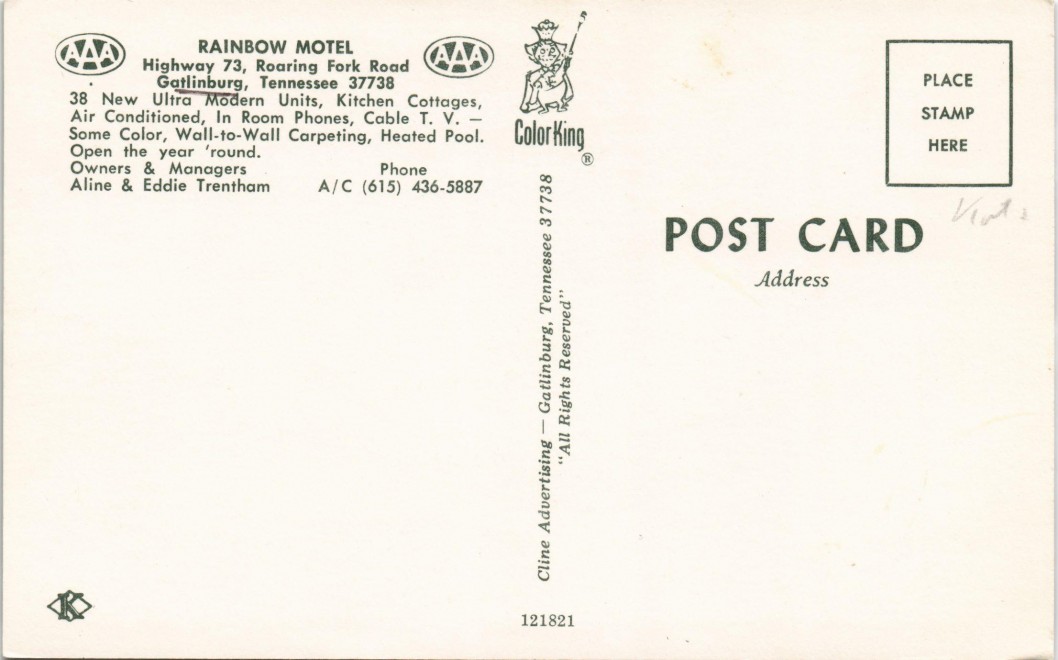 AAA
RAINBOW MOTEL
AAA
Highway 73, Roaring Fork Road
Gatlinburg, Tennessee 37738
38 New Ultra Modern Units, Kitchen Cottages,
Air Conditioned, In Room Phones, Cable T. V. —
Some Color, Wall-to-Wall Carpeting, Heated Pool.
Open the year 'round.
Owners & Managers Phone
Aline & Eddie Trentham A/C (615) 436-5887
ColorKing ®
Cline Advertising — Gatlinburg, Tennessee 37738
"All Rights Reserved"
121821
PLACE
STAMP
HERE
POST CARD
Address
K